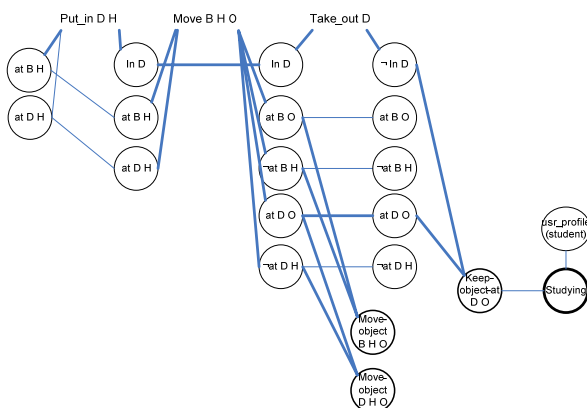 Put_in D H
Move B H O
Take_out D
at B H
In D
In D
¬ In D
at D H
at B H
at B O
at B O
at D H
¬at B H
¬at B H
at D O
at D O
¬at D H
¬at D H
usr_profile
(student)
Keep-
object-at
D O
Studying
Move-
object
B H O
Move-
object
D H O